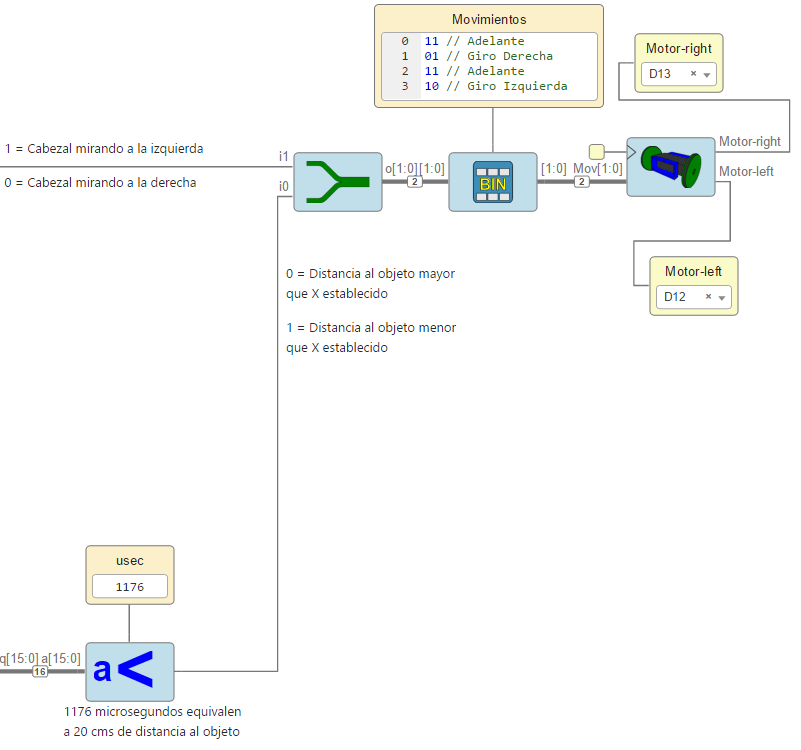 Movimientos
0 11 // Adelante
1 01 // Giro Derecha
2 11 // Adelante
3 10 // Giro Izquierda
Motor-right
D13
1 = Cabezal mirando a la izquierda
0 = Cabezal mirando a la derecha
i1
i0
o[1:0]
[1:0]
2
BIN
[1:0]
Mov[1:0]
2
Motor-right
Motor-left
Motor-left
D12
0 = Distancia al objeto mayor
que X establecido
1 = Distancia al objeto menor
que X establecido
usec
1176
q[15:0]
a[15:0]
16
a<
1176 microsegundos equivalen
a 20 cms de distancia al objeto